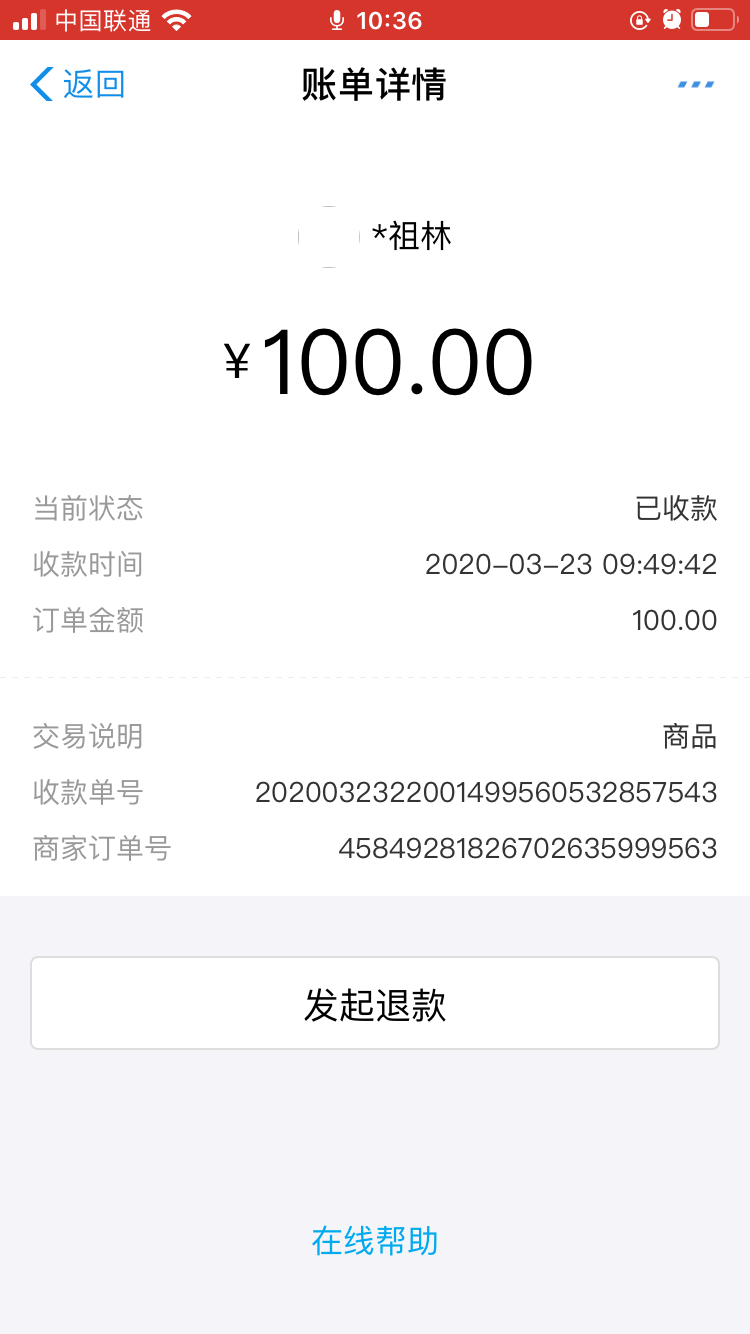 中国联通 10:36
返回 账单详情
*祖林
¥100.00
当前状态 已收款
收款时间 2020-03-23 09:49:42
订单金额 100.00
交易说明 商品
收款单号 2020032322001499560532857543
商家订单号 45849281826702635999563
发起退款
在线帮助